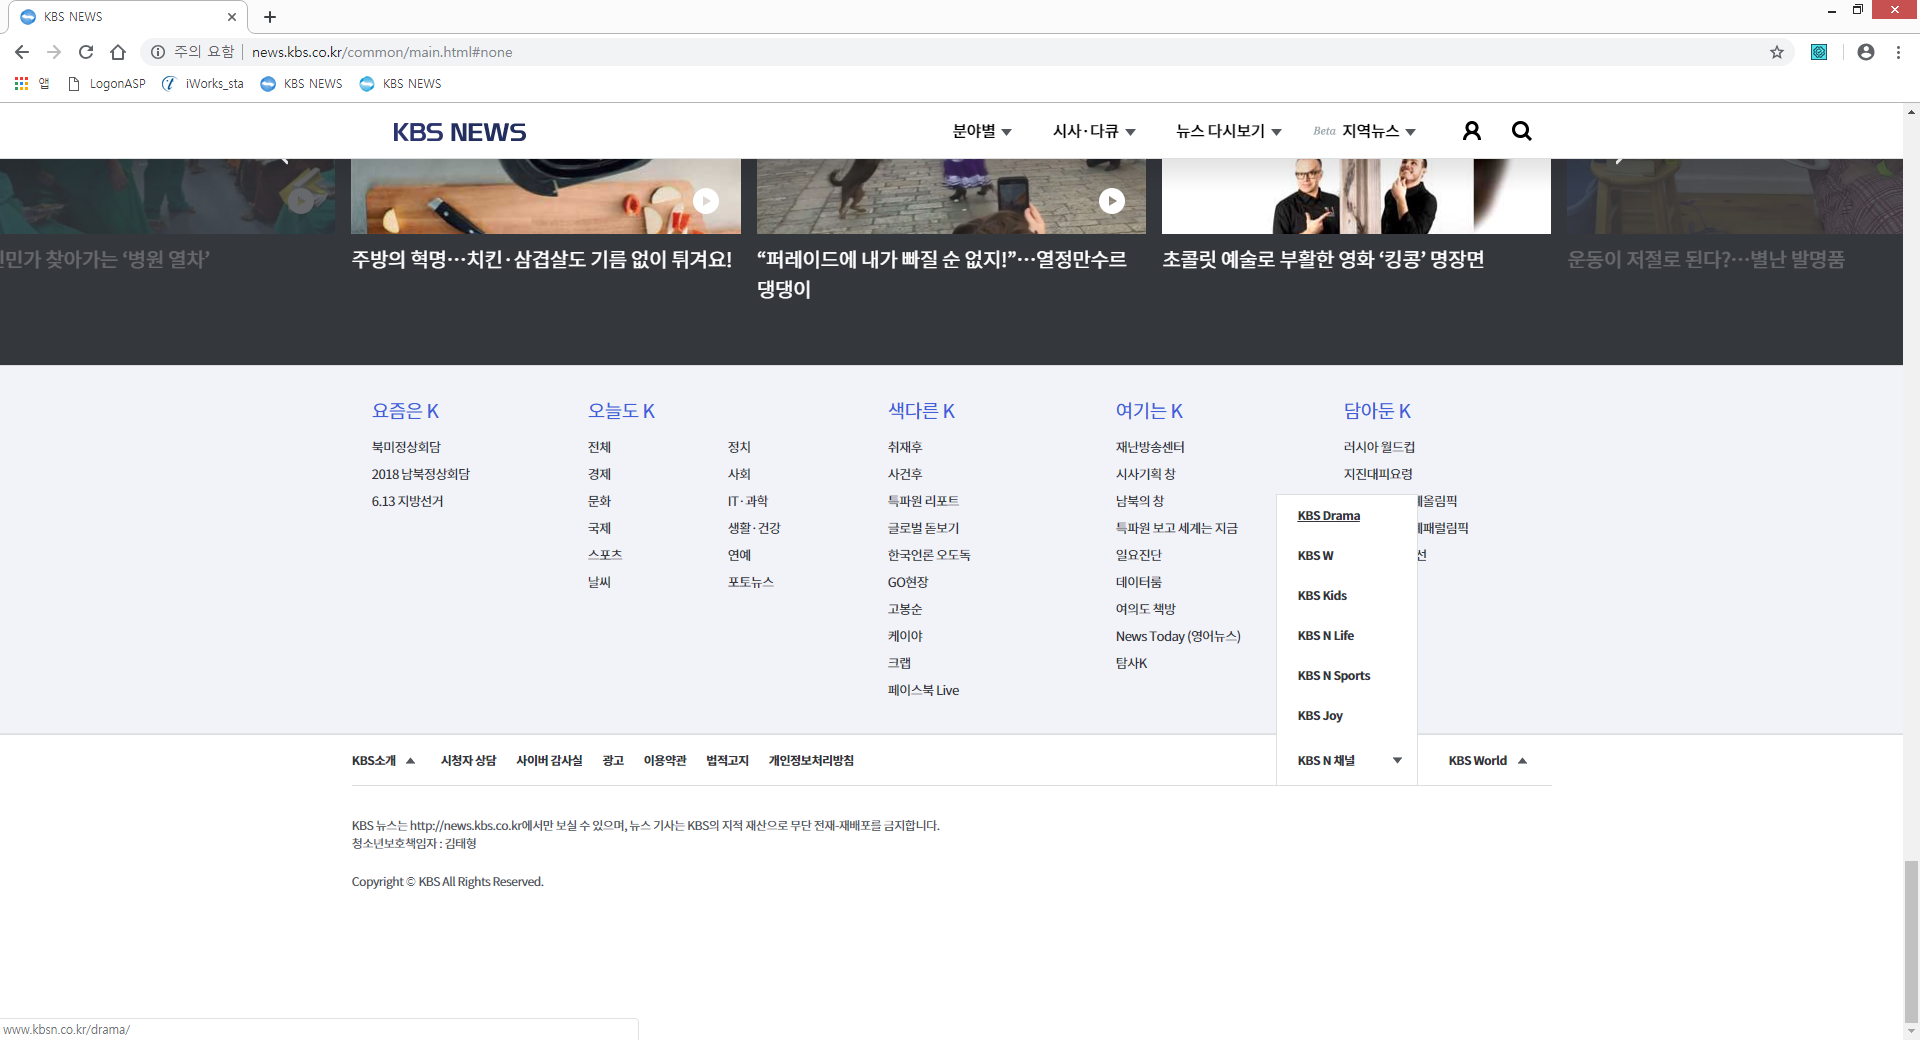 KBS NEWS
주의 요함
news.kbs.co.kr/common/main.html#none
앱
LogonASP
iWorks_sta
KBS NEWS
KBS NEWS
KBS NEWS
분야별
시사·다큐
뉴스 다시보기
Beta 지역뉴스
민가 찾아가는 ‘병원 열차’
주방의 혁명…치킨·삼겹살도 기름 없이 튀겨요!
“퍼레이드에 내가 빠질 순 없지!”…열정만수르
댕댕이
초콜릿 예술로 부활한 영화 ‘킹콩’ 명장면
운동이 저절로 된다?…별난 발명품
요즘은 K
북미정상회담
2018 남북정상회담
6.13 지방선거
오늘도 K
전체
경제
문화
국제
스포츠
날씨
정치
사회
IT·과학
생활·건강
연예
포토뉴스
색다른 K
취재후
사건후
특파원 리포트
글로벌 돋보기
한국언론 오도독
GO현장
고봉순
케이야
크랩
페이스북 Live
여기는 K
재난방송센터
시사기획 창
남북의 창
특파원 보고 세계는 지금
일요진단
데이터룸
여의도 책방
News Today (영어뉴스)
탐사K
담아둔 K
러시아 월드컵
지진대피요령
올림픽
패럴림픽
선
KBS Drama
KBS W
KBS Kids
KBS N Life
KBS N Sports
KBS Joy
KBS N 채널
KBS World
KBS소개
시청자 상담
사이버 감사실
광고
이용약관
법적고지
개인정보처리방침
KBS 뉴스는 http://news.kbs.co.kr에서만 보실 수 있으며, 뉴스 기사는 KBS의 지적 재산으로 무단 전재-재배포를 금지합니다.
청소년보호책임자 : 김태형
Copyright © KBS All Rights Reserved.
www.kbsn.co.kr/drama/